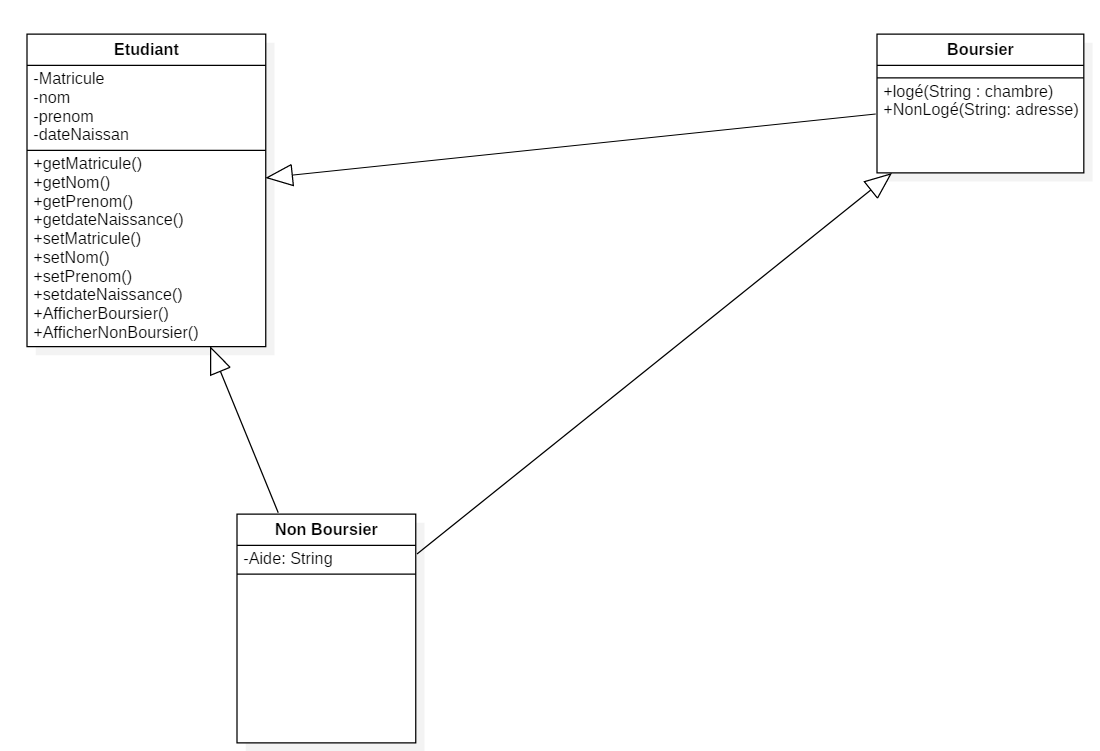 Etudiant
-Matricule
-nom
-prenom
-dateNaissan
+getMatricule()
+getNom()
+getPrenom()
+getdateNaissance()
+setMatricule()
+setNom()
+setPrenom()
+setdateNaissance()
+AfficherBoursier()
+AfficherNonBoursier()
Boursier
+logé(String : chambre)
+NonLogé(String: adresse)
Non Boursier
-Aide: String